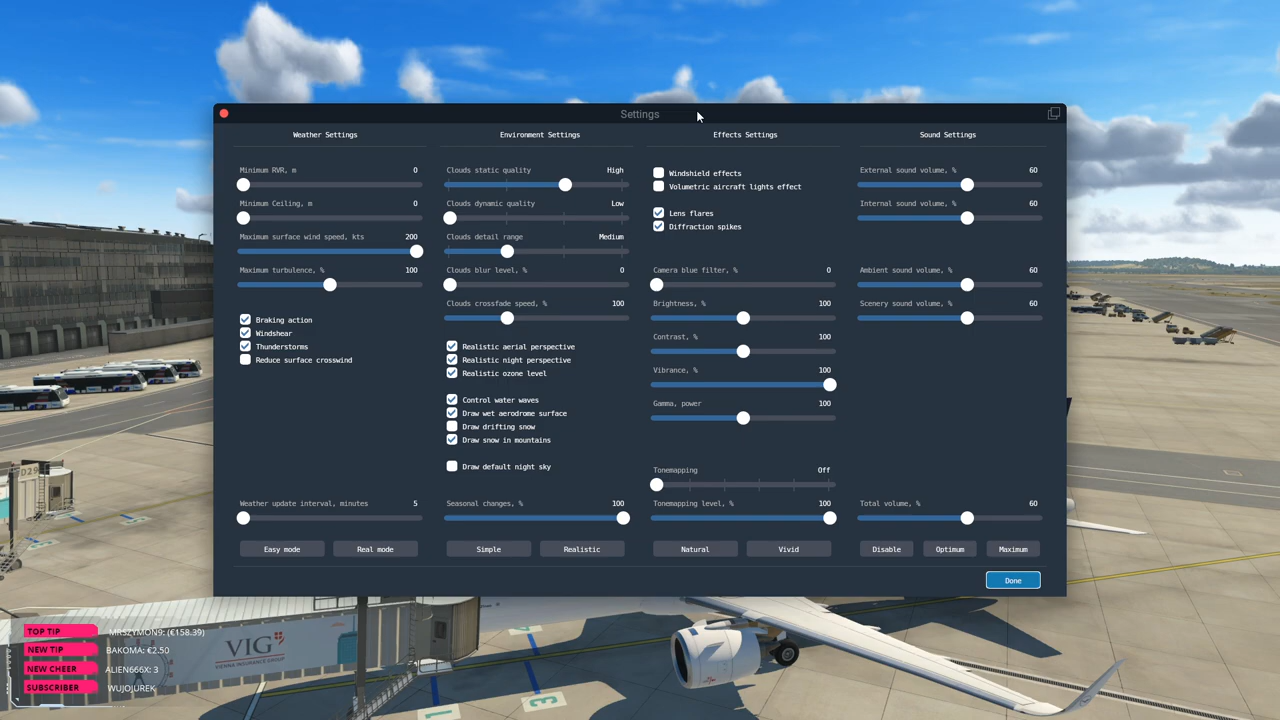 Settings
Weather Settings
Minimum RVR, m 0
Minimum Ceiling, m 0
Maximum surface wind speed, kts 200
Maximum turbulence, % 100
Braking action
Windshear
Thunderstorms
Reduce surface crosswind
Weather update interval, minutes 5
Easy mode
Real mode
Environment Settings
Clouds static quality High
Clouds dynamic quality Low
Clouds detail range Medium
Clouds blur level, % 0
Clouds crossfade speed, % 100
Realistic aerial perspective
Realistic night perspective
Realistic ozone level
Control water waves
Draw wet aerodrome surface
Draw drifting snow
Draw snow in mountains
Draw default night sky
Seasonal changes, % 100
Simple
Realistic
Effects Settings
Windshield effects
Volumetric aircraft lights effect
Lens flares
Diffraction spikes
Camera blue filter, % 0
Brightness, % 100
Contrast, % 100
Vibrance, % 100
Gamma, power 100
Tonemapping Off
Tonemapping level, % 100
Natural
Vivid
Sound Settings
External sound volume, % 60
Internal sound volume, % 60
Ambient sound volume, % 60
Scenery sound volume, % 60
Total volume, % 60
Disable
Optimum
Maximum
Done
D29
TOP TIP MRSZYMON9: (€158.39)
NEW TIP BAKOMA: €2.50
NEW CHEER ALIEN666X: 3
SUBSCRIBER WUJOJUREK
VIG
VIENNA INSURANCE GROUP